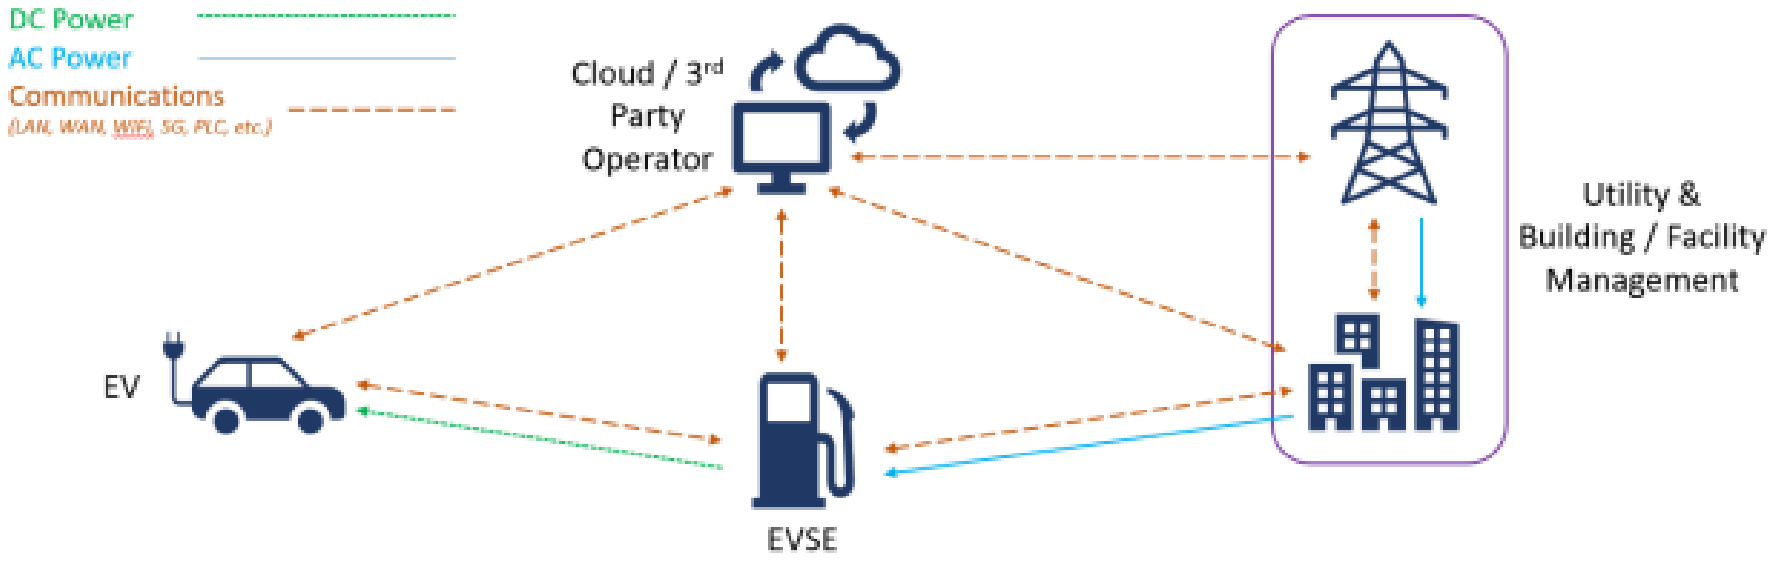 DC Power
AC Power
Communications
(LAN, WAN, WIFI, 5G, PLC, etc.)
Cloud / 3rd
Party
Operator
Utility &
Building / Facility
Management
EV
EVSE